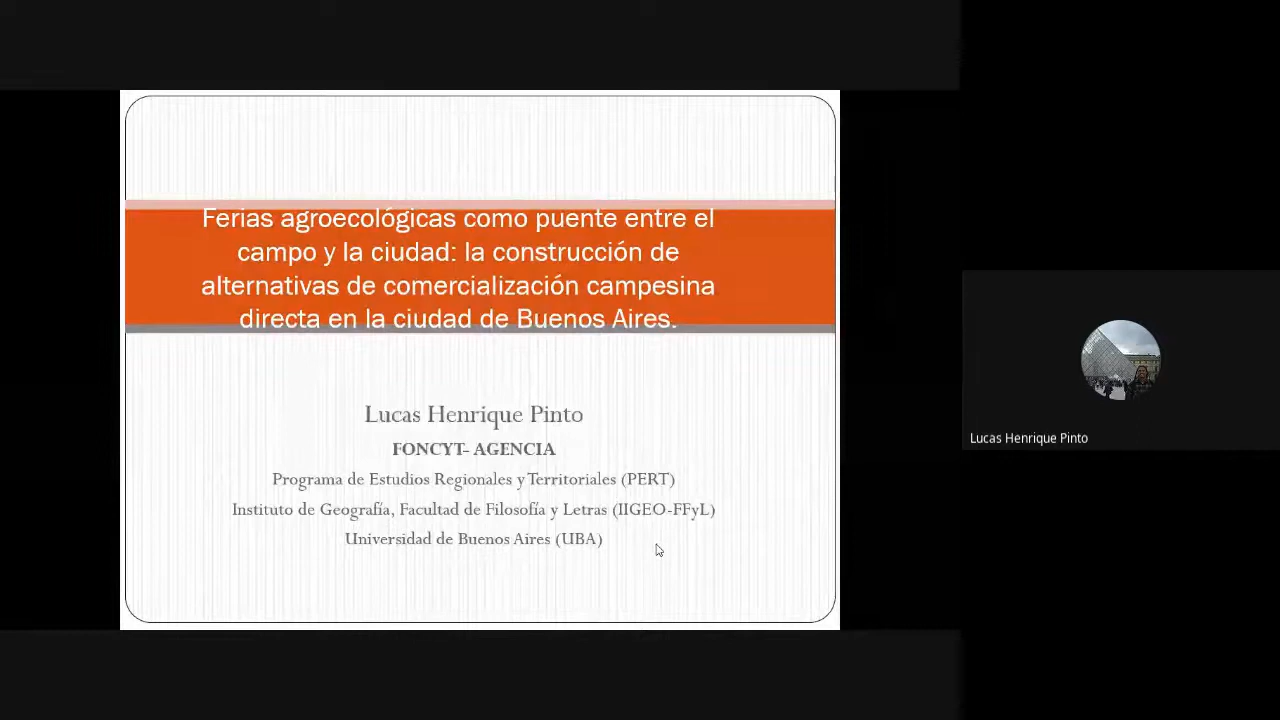 Ferias agroecológicas como puente entre el
campo y la ciudad: la construcción de
alternativas de comercialización campesina
directa en la ciudad de Buenos Aires.
Lucas Henrique Pinto
FONCYT- AGENCIA
Programa de Estudios Regionales y Territoriales (PERT)
Instituto de Geografía, Facultad de Filosofía y Letras (IIGEO-FFyL)
Universidad de Buenos Aires (UBA)
Lucas Henrique Pinto